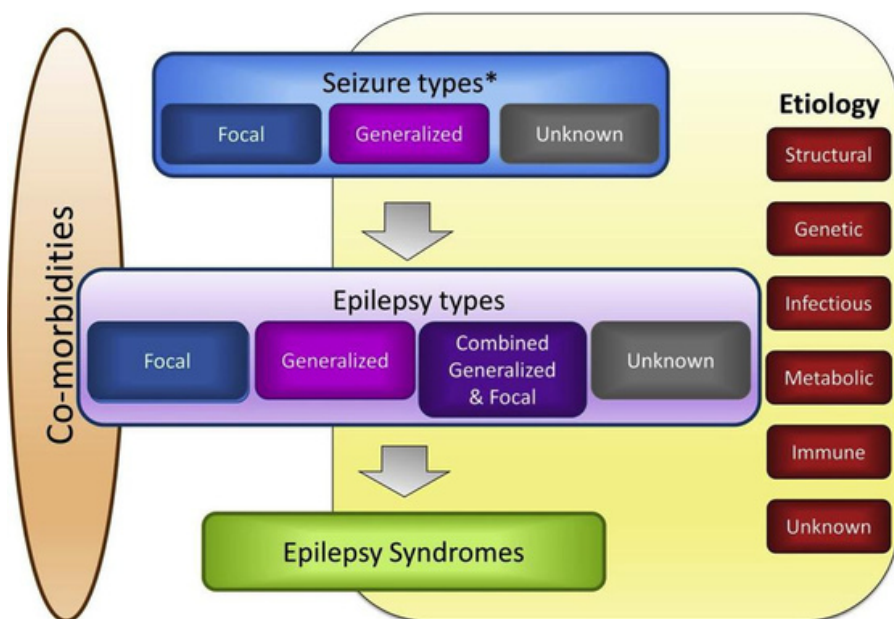 Co-morbidities
Seizure types*
Focal
Generalized
Unknown
Epilepsy types
Focal
Generalized
Combined
Generalized
& Focal
Unknown
Epilepsy Syndromes
Etiology
Structural
Genetic
Infectious
Metabolic
Immune
Unknown